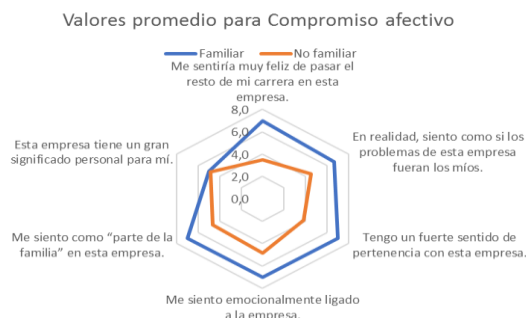 Valores promedio para Compromiso afectivo
Familiar
No familiar
Me sentiría muy feliz de pasar el
resto de mi carrera en esta
empresa.
8,0
6,0
4,0
2,0
0,0
En realidad, siento como si los
problemas de esta empresa
fueran los míos.
Tengo un fuerte sentido de
pertenencia con esta empresa.
Me siento emocionalmente ligado
a la empresa.
Me siento como “parte de la
familia” en esta empresa.
Esta empresa tiene un gran
significado personal para mí.